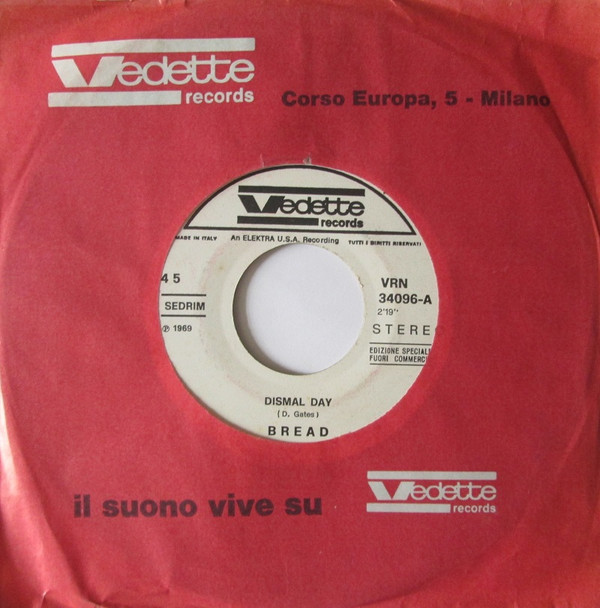 Vedette
records
Corso Europa, 5 - Milano
Vedette
records
MADE IN ITALY An ELEKTRA U.S.A. Recording TUTTI I DIRITTI RISERVATI
45
SEDRIM
℗ 1969
VRN
34096-A
2'19"
STERE
EDIZIONE SPECIAL
FUORI COMMERC
DISMAL DAY
(D. Gates)
BREAD
il suono vive su
Vedette
records